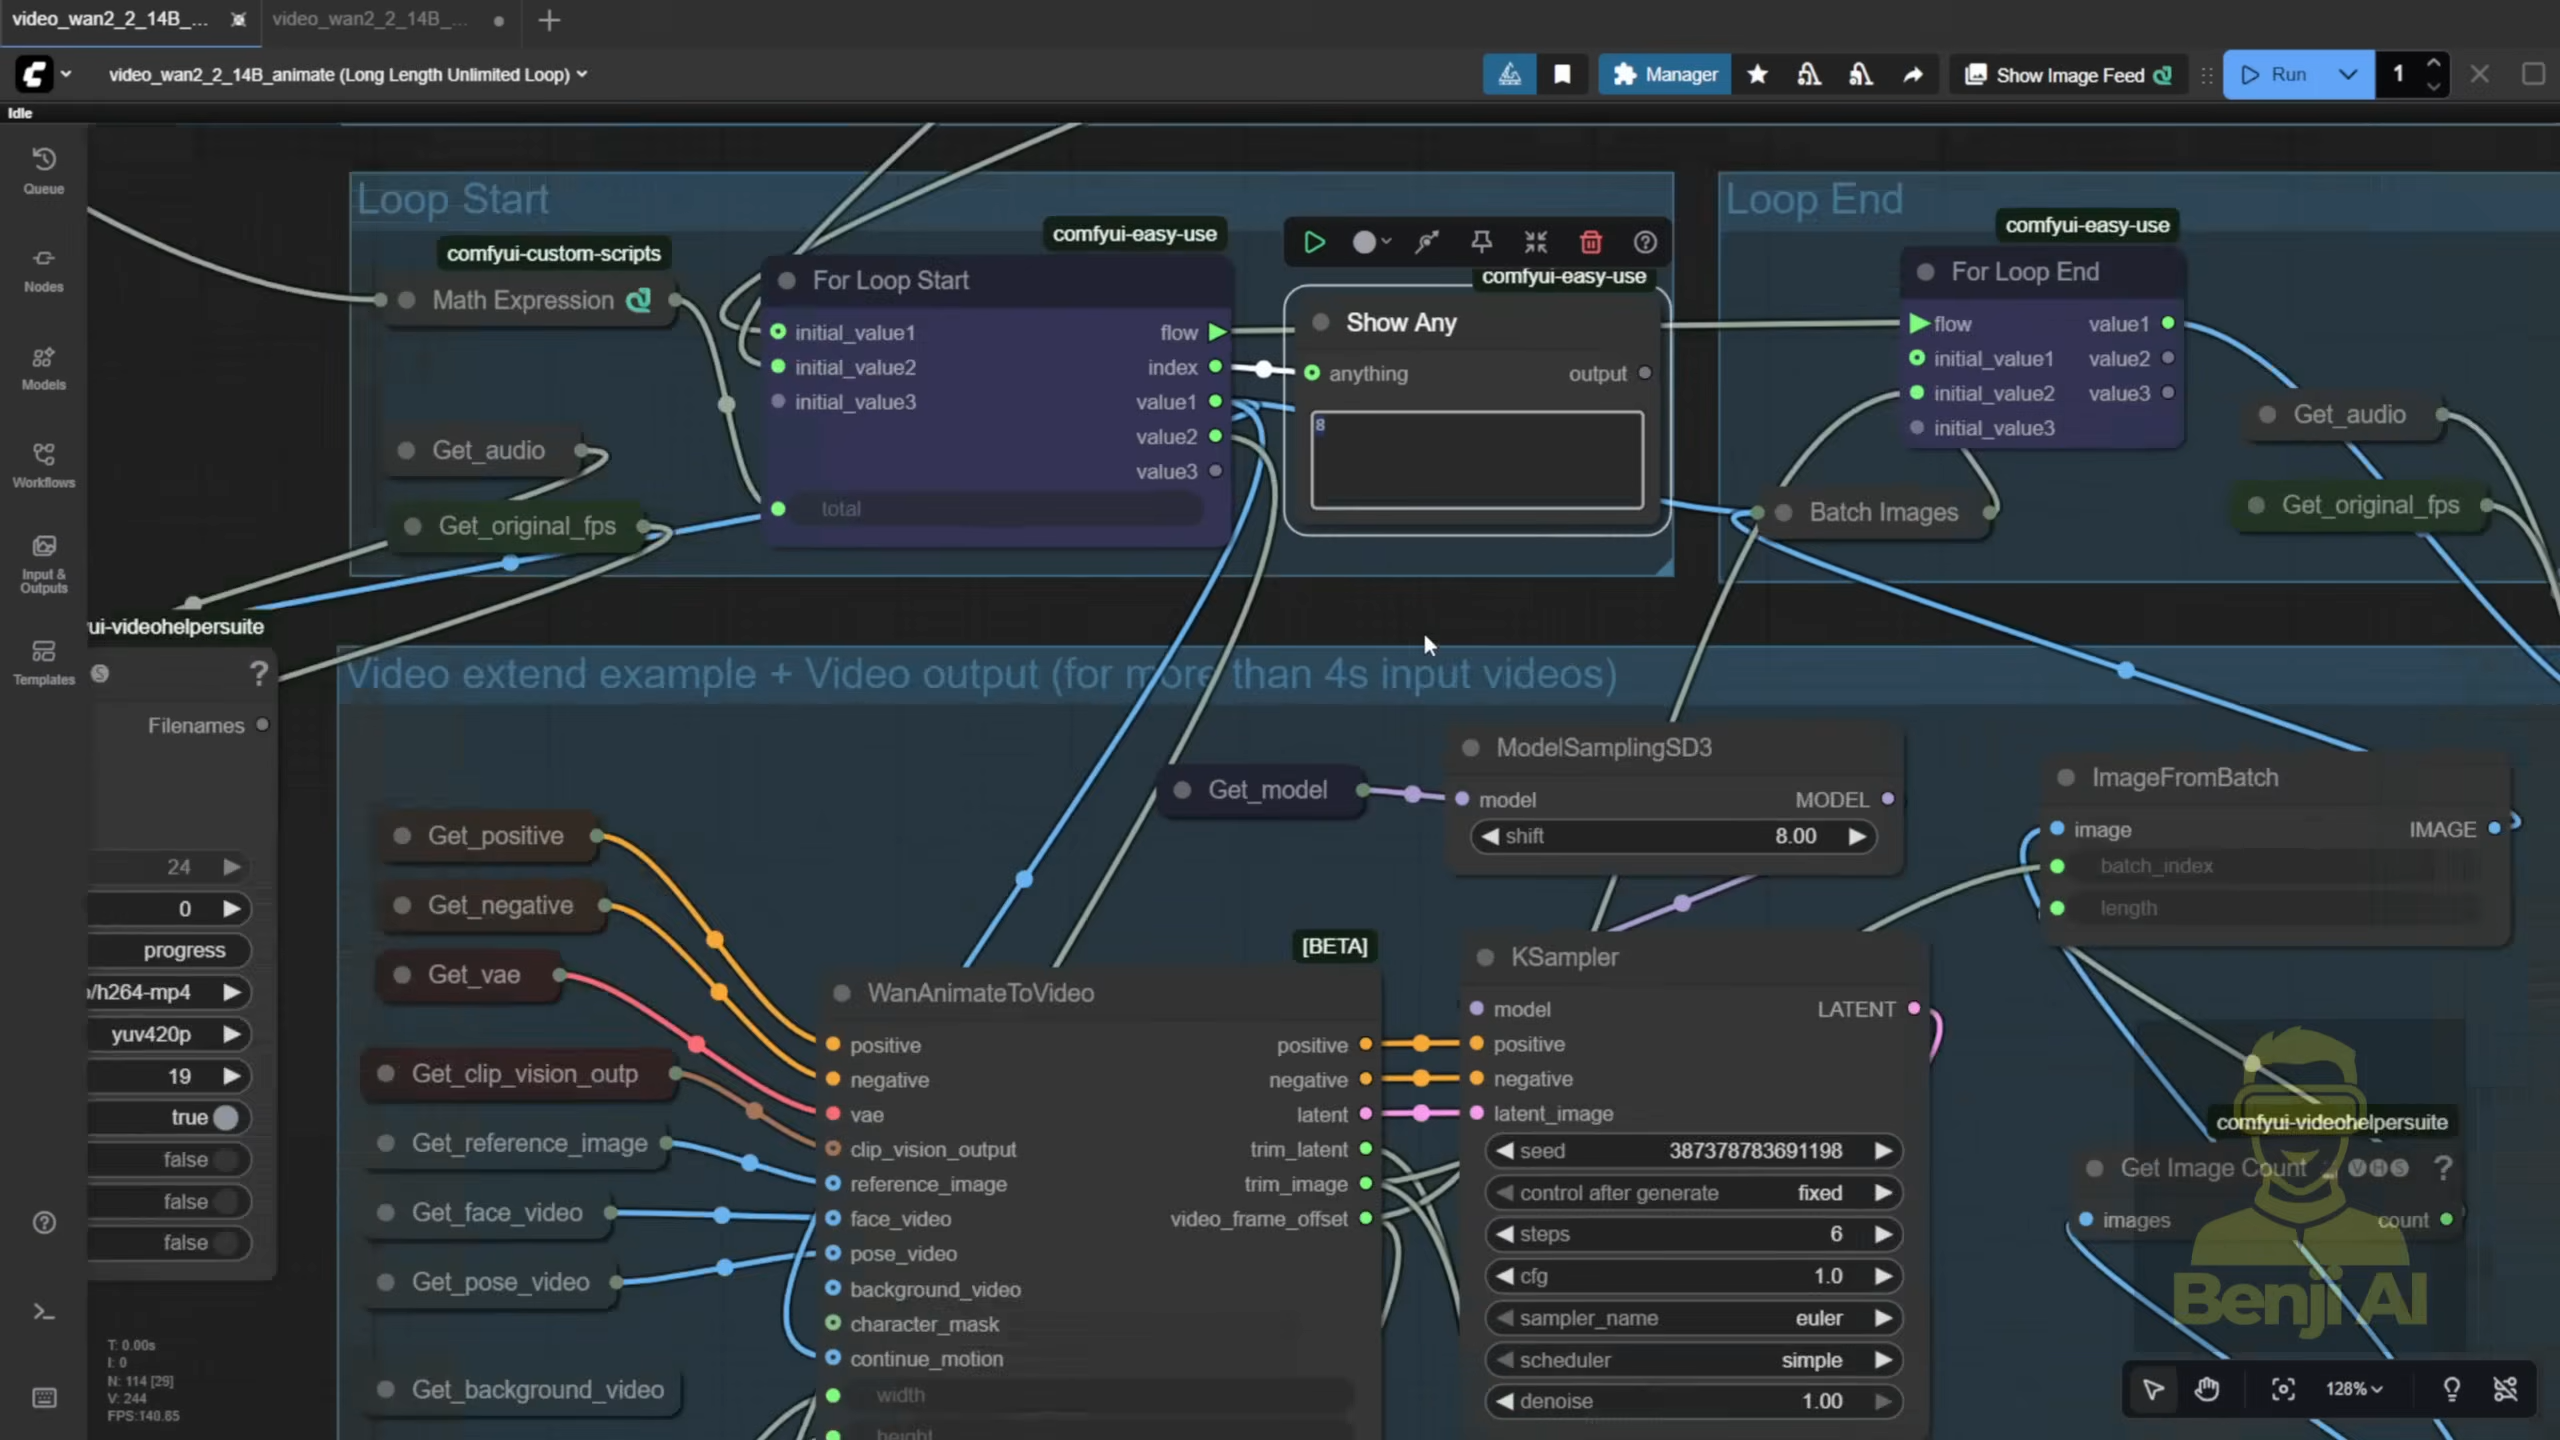 video_wan2_2_14B_...
video_wan2_2_14B_...
video_wan2_2_14B_animate (Long Length Unlimited Loop)
Manager
Show Image Feed
Run
1
Idle
Queue
Nodes
Models
Workflows
Input &
Outputs
Templates
Loop Start
comfyui-custom-scripts
Math Expression
Get_audio
Get_original_fps
comfyui-easy-use
For Loop Start
initial_value1
flow
initial_value2
index
initial_value3
value1
value2
value3
total
comfyui-easy-use
Show Any
anything
output
8
Loop End
comfyui-easy-use
For Loop End
flow
value1
initial_value1
value2
initial_value2
value3
initial_value3
Batch Images
Get_audio
Get_original_fps
ui-videohelpersuite
?
Filenames
24
0
progress
/h264-mp4
yuv420p
19
true
false
false
false
Video extend example + Video output (for more than 4s input videos)
Get_positive
Get_negative
Get_vae
Get_clip_vision_outp
Get_reference_image
Get_face_video
Get_pose_video
Get_background_video
Get_model
ModelSamplingSD3
model
MODEL
shift
8.00
[BETA]
WanAnimateToVideo
positive
positive
negative
negative
vae
latent
clip_vision_output
trim_latent
reference_image
trim_image
face_video
video_frame_offset
pose_video
background_video
character_mask
continue_motion
width
height
KSampler
model
LATENT
positive
negative
latent_image
seed
387378783691198
control after generate
fixed
steps
6
cfg
1.0
sampler_name
euler
scheduler
simple
denoise
1.00
ImageFromBatch
image
IMAGE
batch_index
length
comfyui-videohelpersuite
Get Image Count
VHS
?
images
count
Benji AI
T: 0.00s
I: 0
N: 114 [29]
V: 244
FPS:140.85
128%